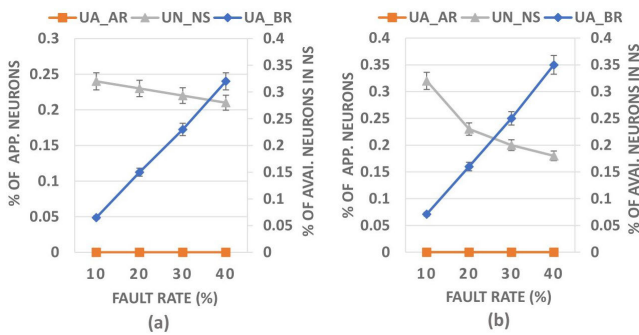 UA_AR UN_NS UA_BR
% OF APP. NEURONS
0.3
0.25
0.2
0.15
0.1
0.05
0
0.4
0.35
0.3
0.25
0.2
0.15
0.1
0.05
0
% OF AVAI. NEURONS IN NS
10 20 30 40
FAULT RATE (%)
(a)
UA_AR UN_NS UA_BR
% OF APP. NEURONS
0.4
0.35
0.3
0.25
0.2
0.15
0.1
0.05
0
0.4
0.35
0.3
0.25
0.2
0.15
0.1
0.05
0
% OF AVAI. NEURONS IN NS
10 20 30 40
FAULT RATE (%)
(b)